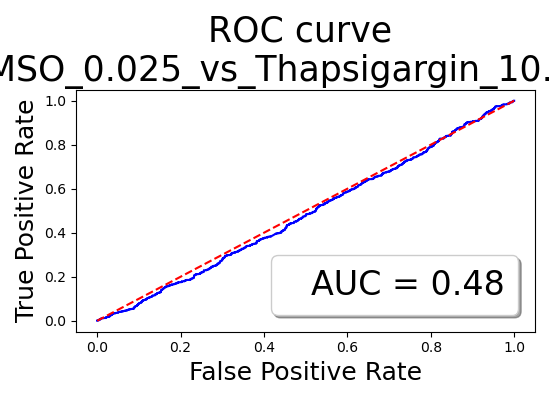 ROC curve
MSO_0.025_vs_Thapsigargin_10.
True Positive Rate
1.0
0.8
0.6
0.4
0.2
0.0
AUC = 0.48
0.0 0.2 0.4 0.6 0.8 1.0
False Positive Rate